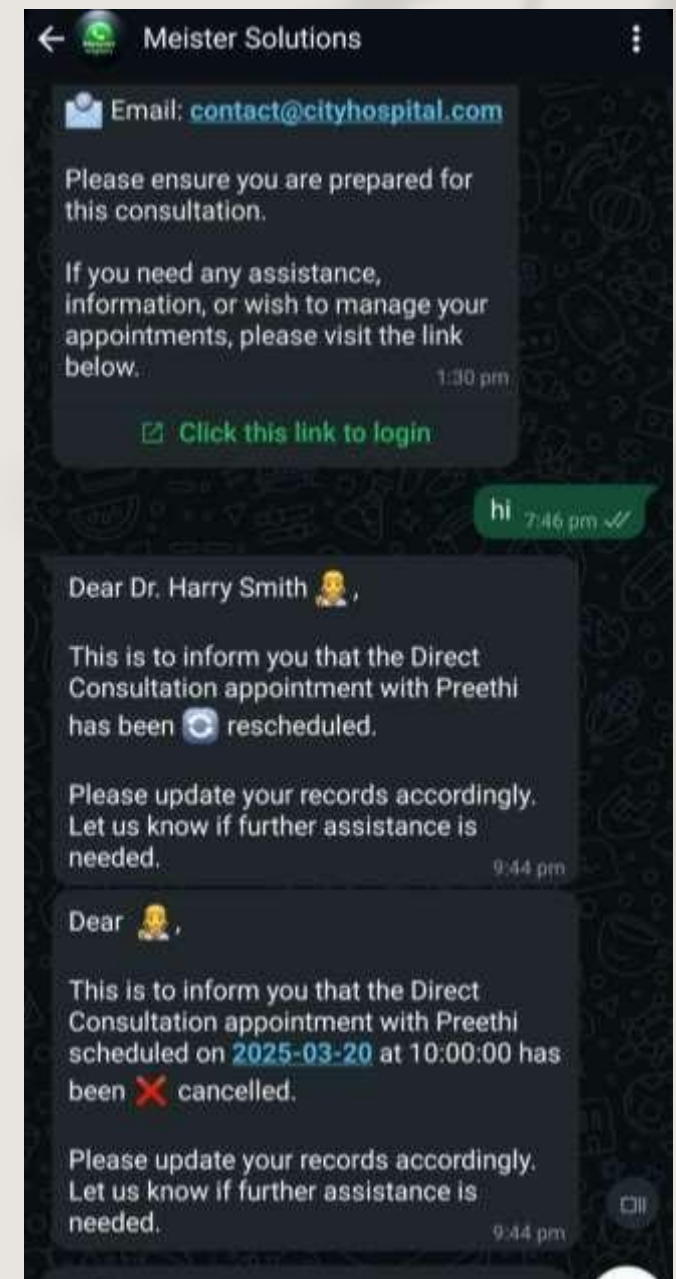 Meister Solutions
Email: contact@cityhospital.com
Please ensure you are prepared for
this consultation.
If you need any assistance,
information, or wish to manage your
appointments, please visit the link
below.
1:30 pm
Click this link to login
hi 7:46 pm
Dear Dr. Harry Smith 👨‍⚕️,
This is to inform you that the Direct
Consultation appointment with Preethi
has been 🔄 rescheduled.
Please update your records accordingly.
Let us know if further assistance is
needed.
9:44 pm
Dear 👨‍⚕️,
This is to inform you that the Direct
Consultation appointment with Preethi
scheduled on 2025-03-20 at 10:00:00 has
been ❌ cancelled.
Please update your records accordingly.
Let us know if further assistance is
needed.
9:44 pm